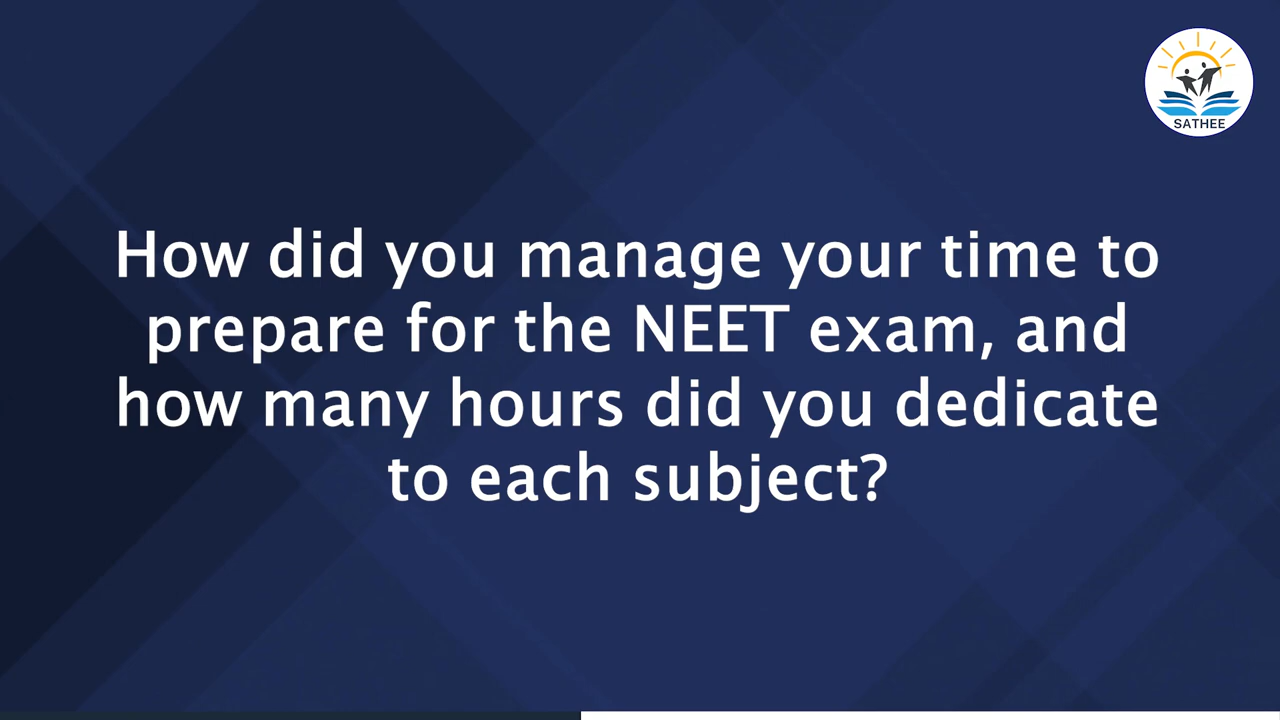 SATHEE
How did you manage your time to
prepare for the NEET exam, and
how many hours did you dedicate
to each subject?